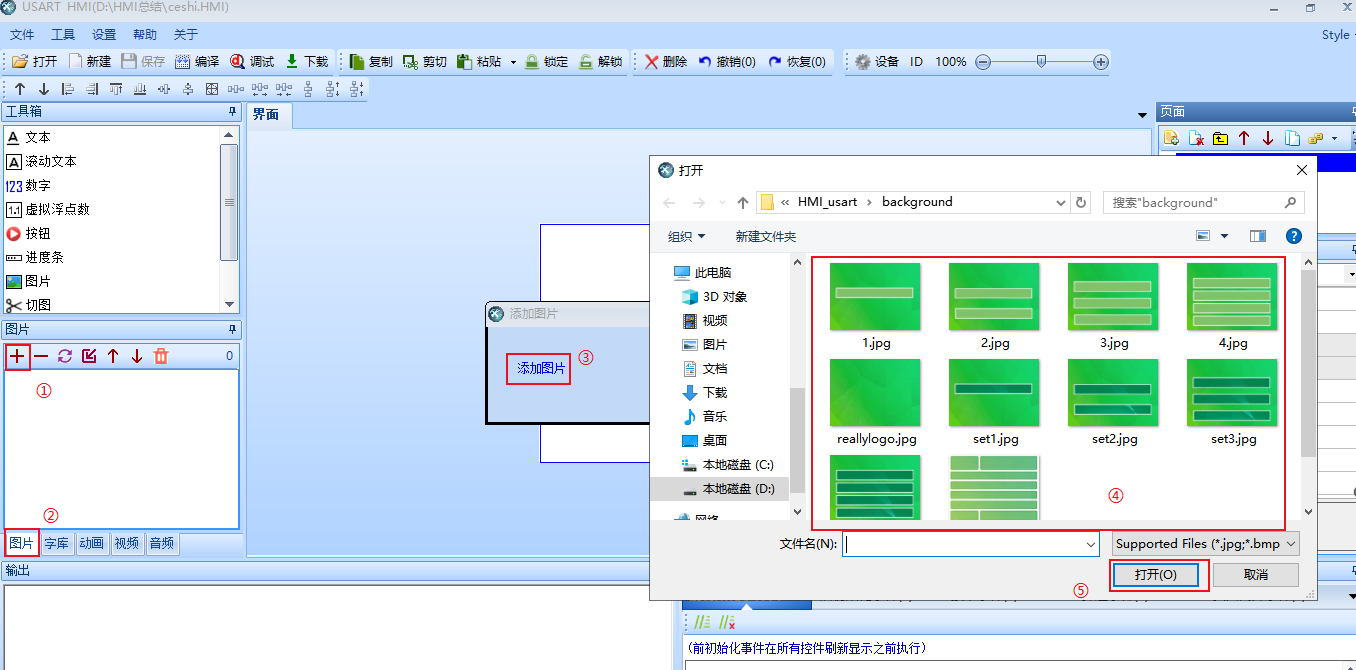 USART HMI(D:\HMI总结\ceshi.HMI)
文件 工具 设置 帮助 关于 Style
打开 新建 保存 编译 调试 下载 复制 剪切 粘贴 锁定 解锁 删除 撤销(0) 恢复(0) 设备 ID 100%
工具箱
界面
页面
文本
滚动文本
123 数字
1.1 虚拟浮点数
按钮
进度条
图片
切图
图片
0
①
②
图片 字库 动画 视频 音频
输出
添加图片
添加图片
③
打开
« HMI_usart › background
搜索"background"
组织
新建文件夹
此电脑
3D 对象
视频
图片
文档
下载
音乐
桌面
本地磁盘 (C:)
本地磁盘 (D:)
网络
1.jpg 2.jpg 3.jpg 4.jpg
reallylogo.jpg set1.jpg set2.jpg set3.jpg
④
文件名(N):
Supported Files (*.jpg;*.bmp
打开(O)
取消
⑤
(前初始化事件在所有控件刷新显示之前执行)